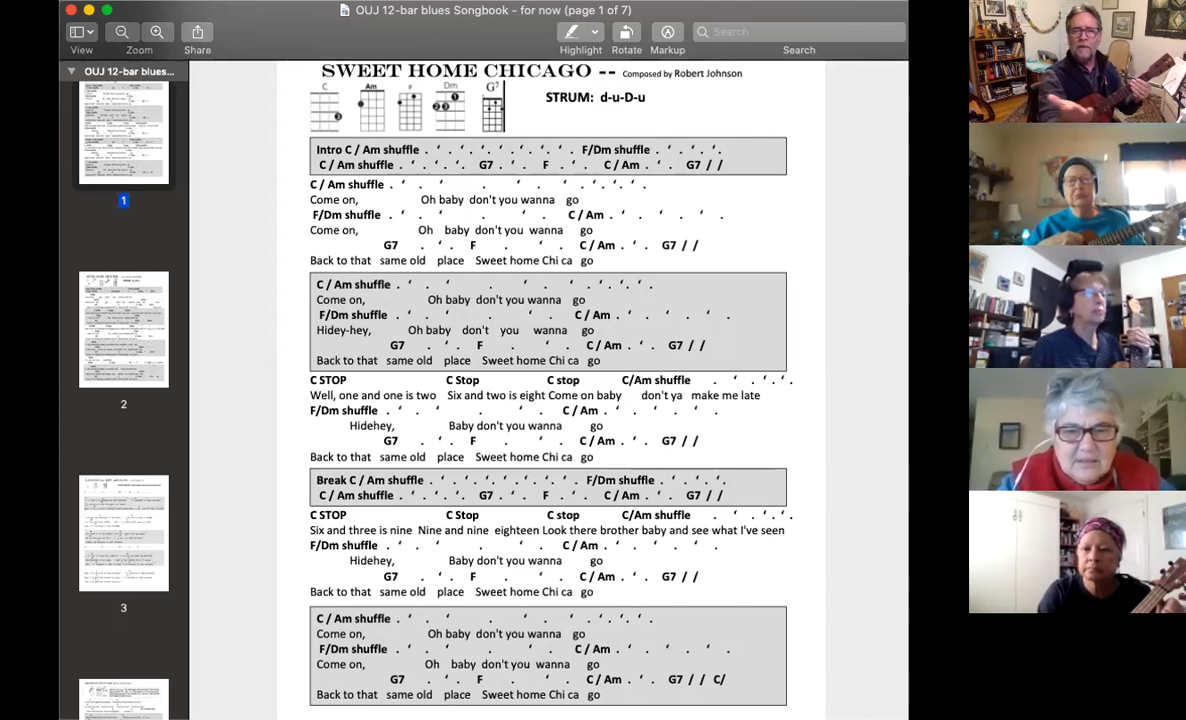 OUJ 12-bar blues Songbook - for now (page 1 of 7)
View
Zoom
Share
Highlight
Rotate
Markup
Search
Search
OUJ 12-bar blues...
1
2
3
SWEET HOME CHICAGO -- Composed by Robert Johnson
C Am F Dm G7
STRUM: d-u-D-u
Intro C / Am shuffle . . ‘ . ‘ . ‘ . ‘ . ‘ . F/Dm shuffle . ‘ . ‘ .
C / Am shuffle . ‘ . ‘ . ‘ . G7 . . ‘ . . ‘ . C / Am . ‘ . G7 / /
C / Am shuffle . ‘ . ‘ . ‘ . ‘ . ‘ . ‘ .
Come on, Oh baby don't you wanna go
F/Dm shuffle . ‘ . ‘ . ‘ . C / Am . ‘ . ‘ . ‘ .
Come on, Oh baby don't you wanna go
G7 . ‘ . F . ‘ . C / Am . ‘ . G7 / /
Back to that same old place Sweet home Chi ca go
C / Am shuffle . ‘ . . ‘ . ‘ . ‘ .
Come on, Oh baby don't you wanna go
F/Dm shuffle . ‘ . ‘ . ‘ . C / Am . ‘ . ‘ . ‘ .
Hidey-hey, Oh baby don't you wanna go
G7 . ‘ . F . ‘ . C / Am . ‘ . G7 / /
Back to that same old place Sweet home Chi ca go
C STOP C Stop C stop C/Am shuffle . ‘ . ‘ .
Well, one and one is two Six and two is eight Come on baby don't ya make me late
F/Dm shuffle . ‘ . ‘ . ‘ . C / Am . ‘ . ‘ . ‘ .
Hidehey, Baby don't you wanna go
G7 . ‘ . F . ‘ . C / Am . ‘ . G7 / /
Back to that same old place Sweet home Chi ca go
Break C / Am shuffle . ‘ . ‘ . ‘ . ‘ . ‘ . F/Dm shuffle . ‘ . ‘ .
C / Am shuffle . ‘ . ‘ . ‘ . G7 . . ‘ . . ‘ . C / Am . ‘ . G7 / /
C STOP C Stop C stop C/Am shuffle . ‘ . ‘ .
Six and three is nine Nine and nine eighteen Look there brother baby and see what I've seen
F/Dm shuffle . ‘ . ‘ . ‘ . C / Am . ‘ . ‘ . ‘ .
Hidehey, Baby don't you wanna go
G7 . ‘ . F . ‘ . C / Am . ‘ . G7 / /
Back to that same old place Sweet home Chi ca go
C / Am shuffle . ‘ . ‘ . ‘ . ‘ . ‘ . ‘ .
Come on, Oh baby don't you wanna go
F/Dm shuffle . ‘ . ‘ . ‘ . C / Am . ‘ . ‘ . ‘ .
Come on, Oh baby don't you wanna go
G7 . ‘ . F . ‘ . C / Am . ‘ . G7 / / C/
Back to that same old place Sweet home Chi ca go